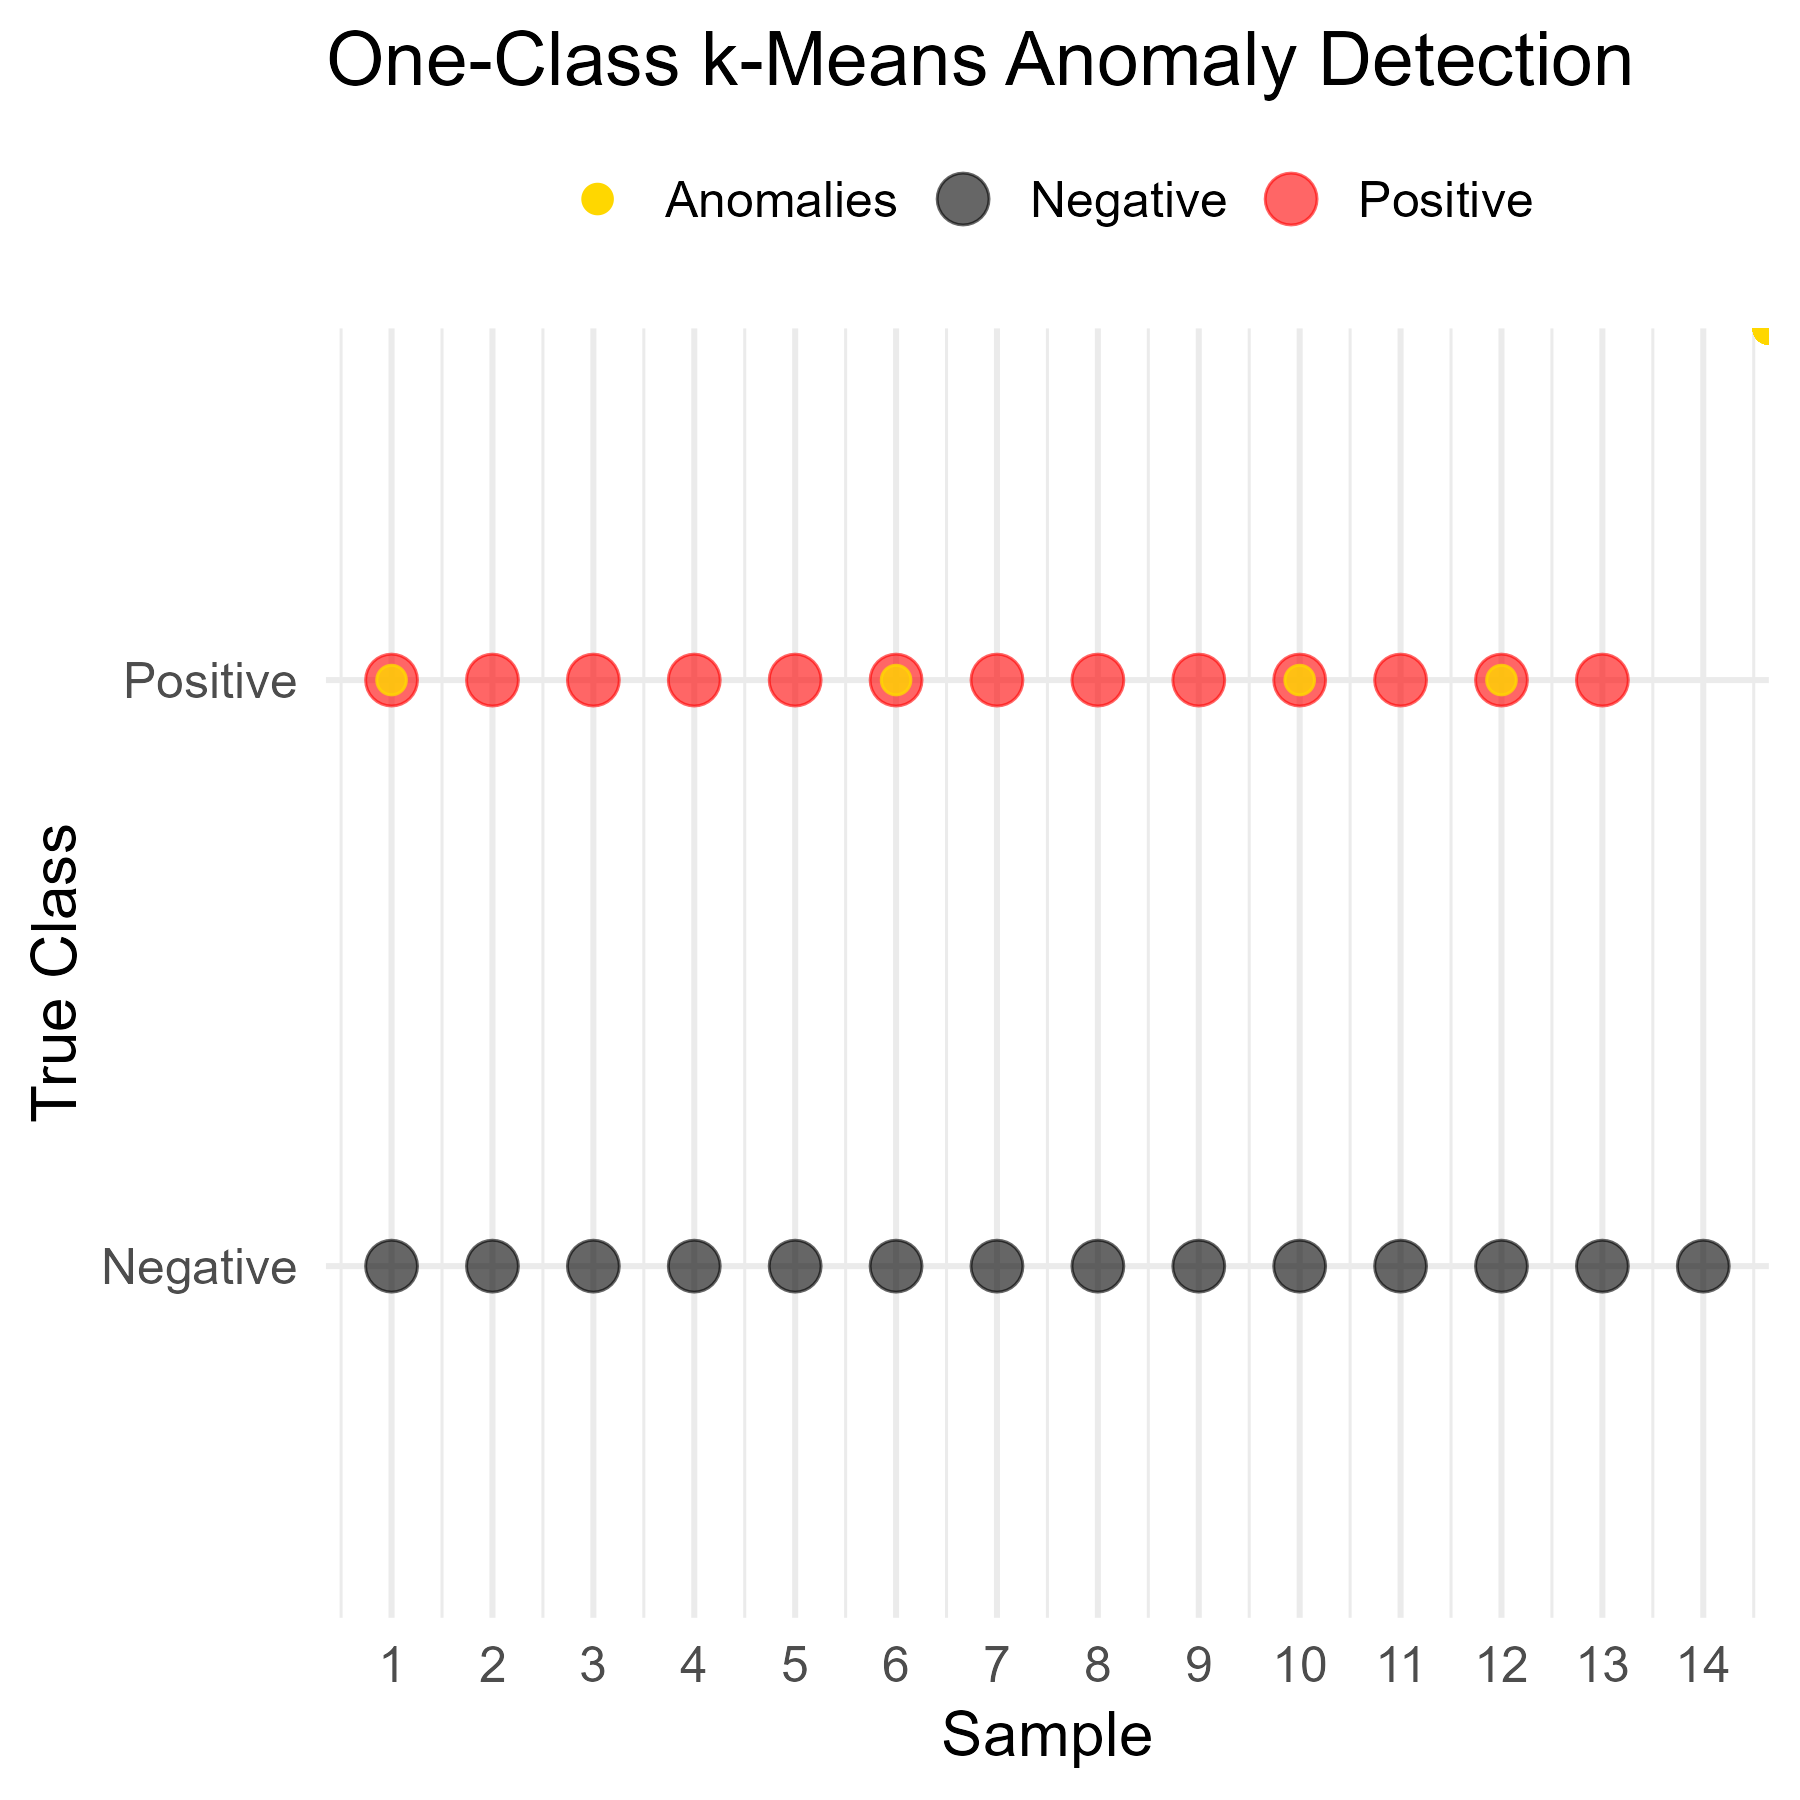 One-Class k-Means Anomaly Detection
Anomalies Negative Positive
Positive
True Class
Negative
1 2 3 4 5 6 7 8 9 10 11 12 13 14
Sample